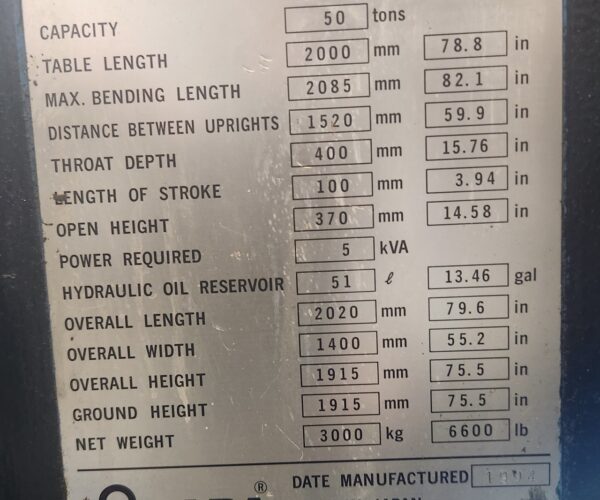 CAPACITY 50 tons
TABLE LENGTH 2000 mm 78.8 in
MAX. BENDING LENGTH 2085 mm 82.1 in
DISTANCE BETWEEN UPRIGHTS 1520 mm 59.9 in
THROAT DEPTH 400 mm 15.76 in
LENGTH OF STROKE 100 mm 3.94 in
OPEN HEIGHT 370 mm 14.58 in
POWER REQUIRED 5 kVA
HYDRAULIC OIL RESERVOIR 51 ℓ 13.46 gal
OVERALL LENGTH 2020 mm 79.6 in
OVERALL WIDTH 1400 mm 55.2 in
OVERALL HEIGHT 1915 mm 75.5 in
GROUND HEIGHT 1915 mm 75.5 in
NET WEIGHT 3000 kg 6600 lb
® DATE MANUFACTURED
JAPAN